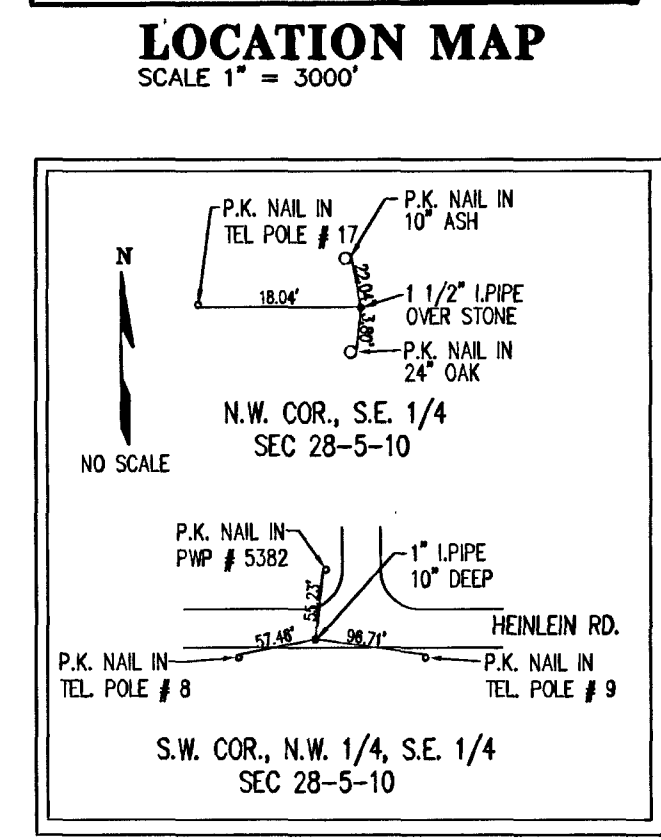 LOCATION MAP
SCALE 1" = 3000'
P.K. NAIL IN
TEL POLE # 17
P.K. NAIL IN
10" ASH
N
22.04'
18.04'
1 1/2" I.PIPE
OVER STONE
3.80'
P.K. NAIL IN
24" OAK
NO SCALE
N.W. COR., S.E. 1/4
SEC 28-5-10
P.K. NAIL IN
PWP # 5382
1" I.PIPE
10" DEEP
55.23'
HEINLEIN RD.
57.46'
96.71'
P.K. NAIL IN
TEL. POLE # 8
P.K. NAIL IN
TEL. POLE # 9
S.W. COR., N.W. 1/4, S.E. 1/4
SEC 28-5-10